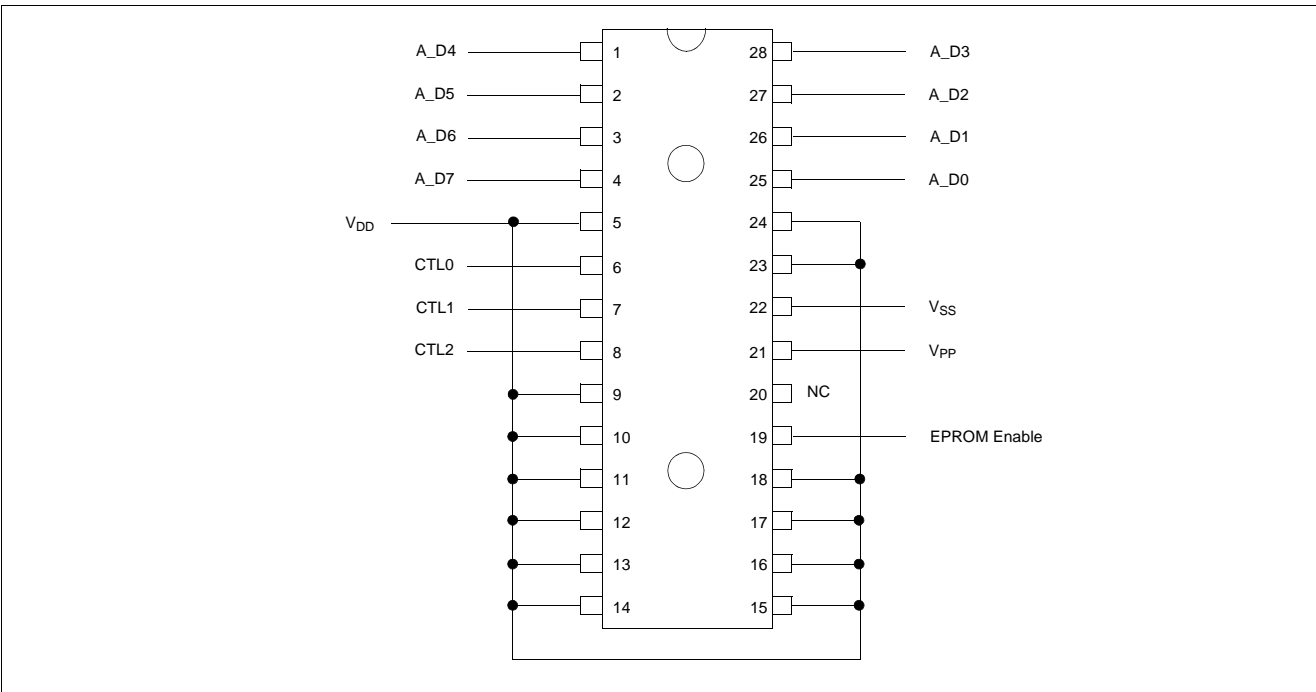 A_D4 1 28 A_D3
A_D5 2 27 A_D2
A_D6 3 26 A_D1
A_D7 4 25 A_D0
VDD 5 24
CTL0 6 23
CTL1 7 22 VSS
CTL2 8 21 VPP
9 20 NC
10 19 EPROM Enable
11 18
12 17
13 16
14 15